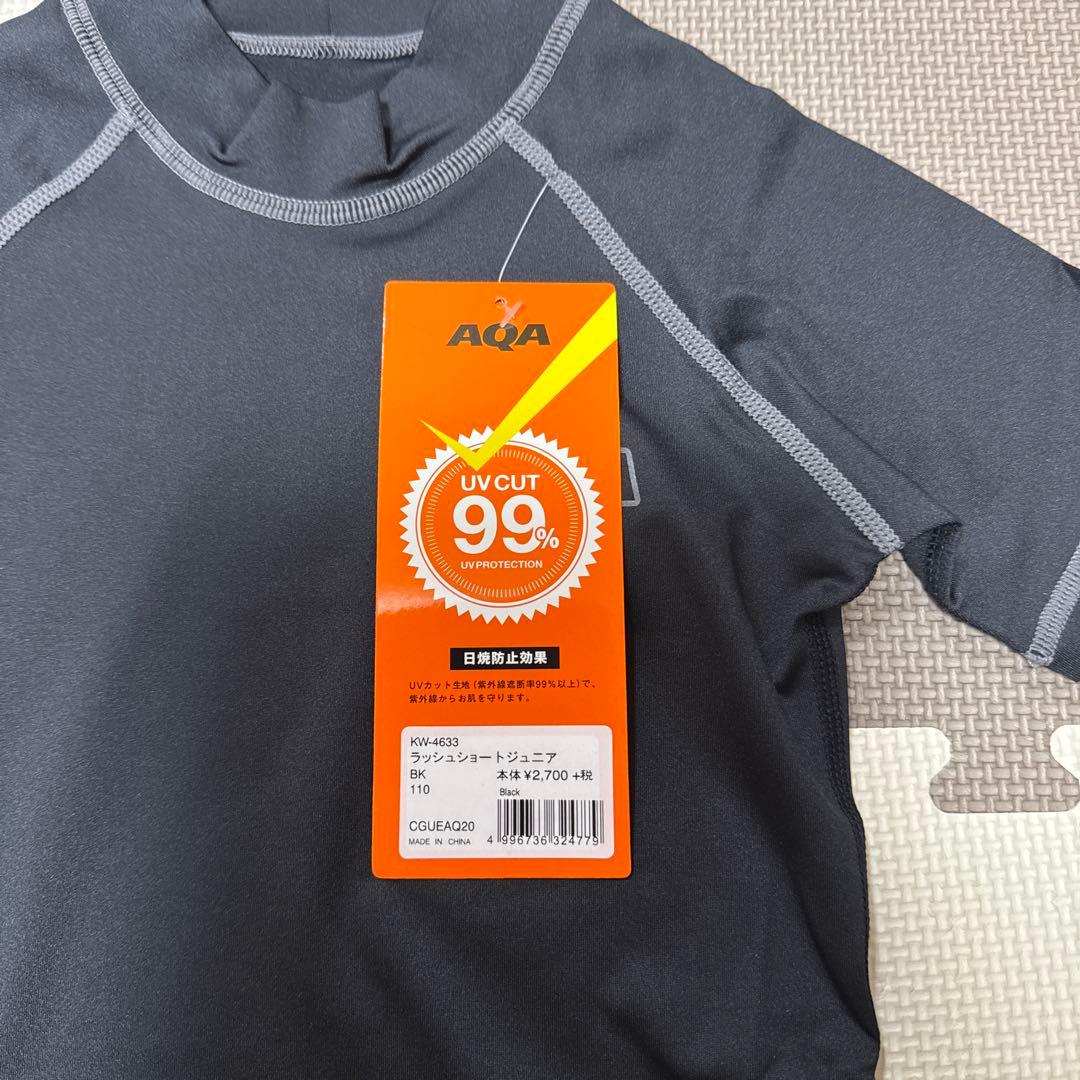 AQA
UV CUT
99%
UV PROTECTION
日焼防止効果
UVカット生地（紫外線遮断率99％以上）で、
紫外線からお肌を守ります。
KW-4633
ラッシュショートジュニア
BK 本体 ¥2,700 +税
110 Black
CGUEAQ20
MADE IN CHINA 4 996736 324779